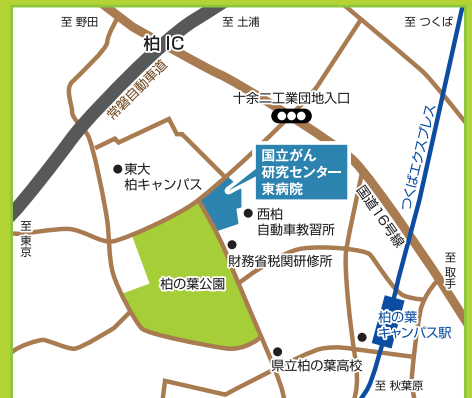 至 野田
至 土浦
至 つくば
柏 IC
常磐自動車道
十余二工業団地入口
つくばエクスプレス
国立がん
研究センター
東病院
東大
柏キャンパス
国道16号線
西柏
自動車教習所
至 東京
財務省税関研修所
至 取手
柏の葉公園
柏の葉
キャンパス駅
県立柏の葉高校
至 秋葉原